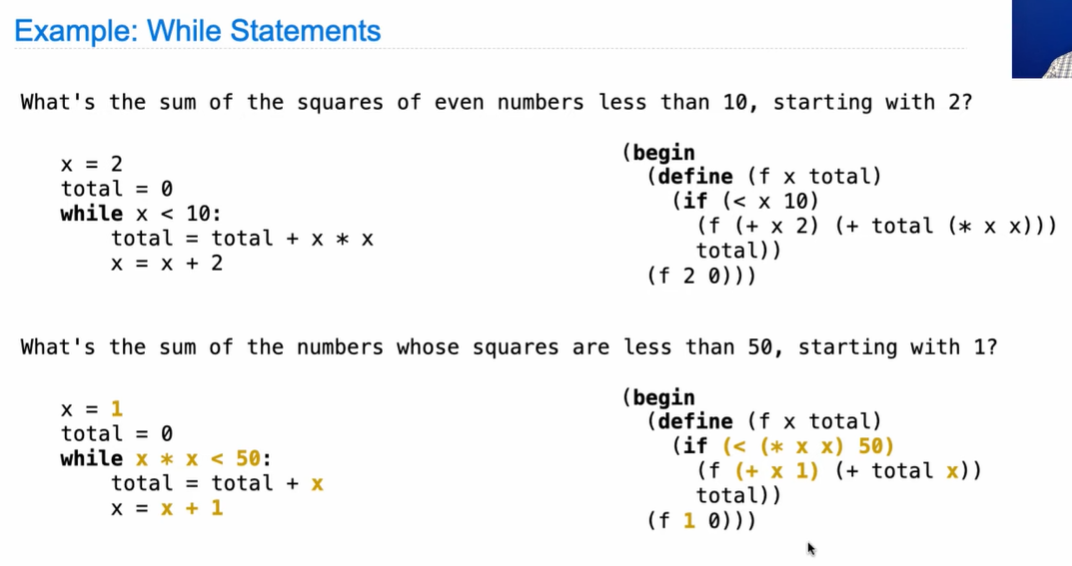 Example: While Statements
What's the sum of the squares of even numbers less than 10, starting with 2?
x = 2
total = 0
while x < 10:
    total = total + x * x
    x = x + 2
(begin
  (define (f x total)
    (if (< x 10)
      (f (+ x 2) (+ total (* x x)))
      total))
  (f 2 0)))
What's the sum of the numbers whose squares are less than 50, starting with 1?
x = 1
total = 0
while x * x < 50:
    total = total + x
    x = x + 1
(begin
  (define (f x total)
    (if (< (* x x) 50)
      (f (+ x 1) (+ total x))
      total))
  (f 1 0)))